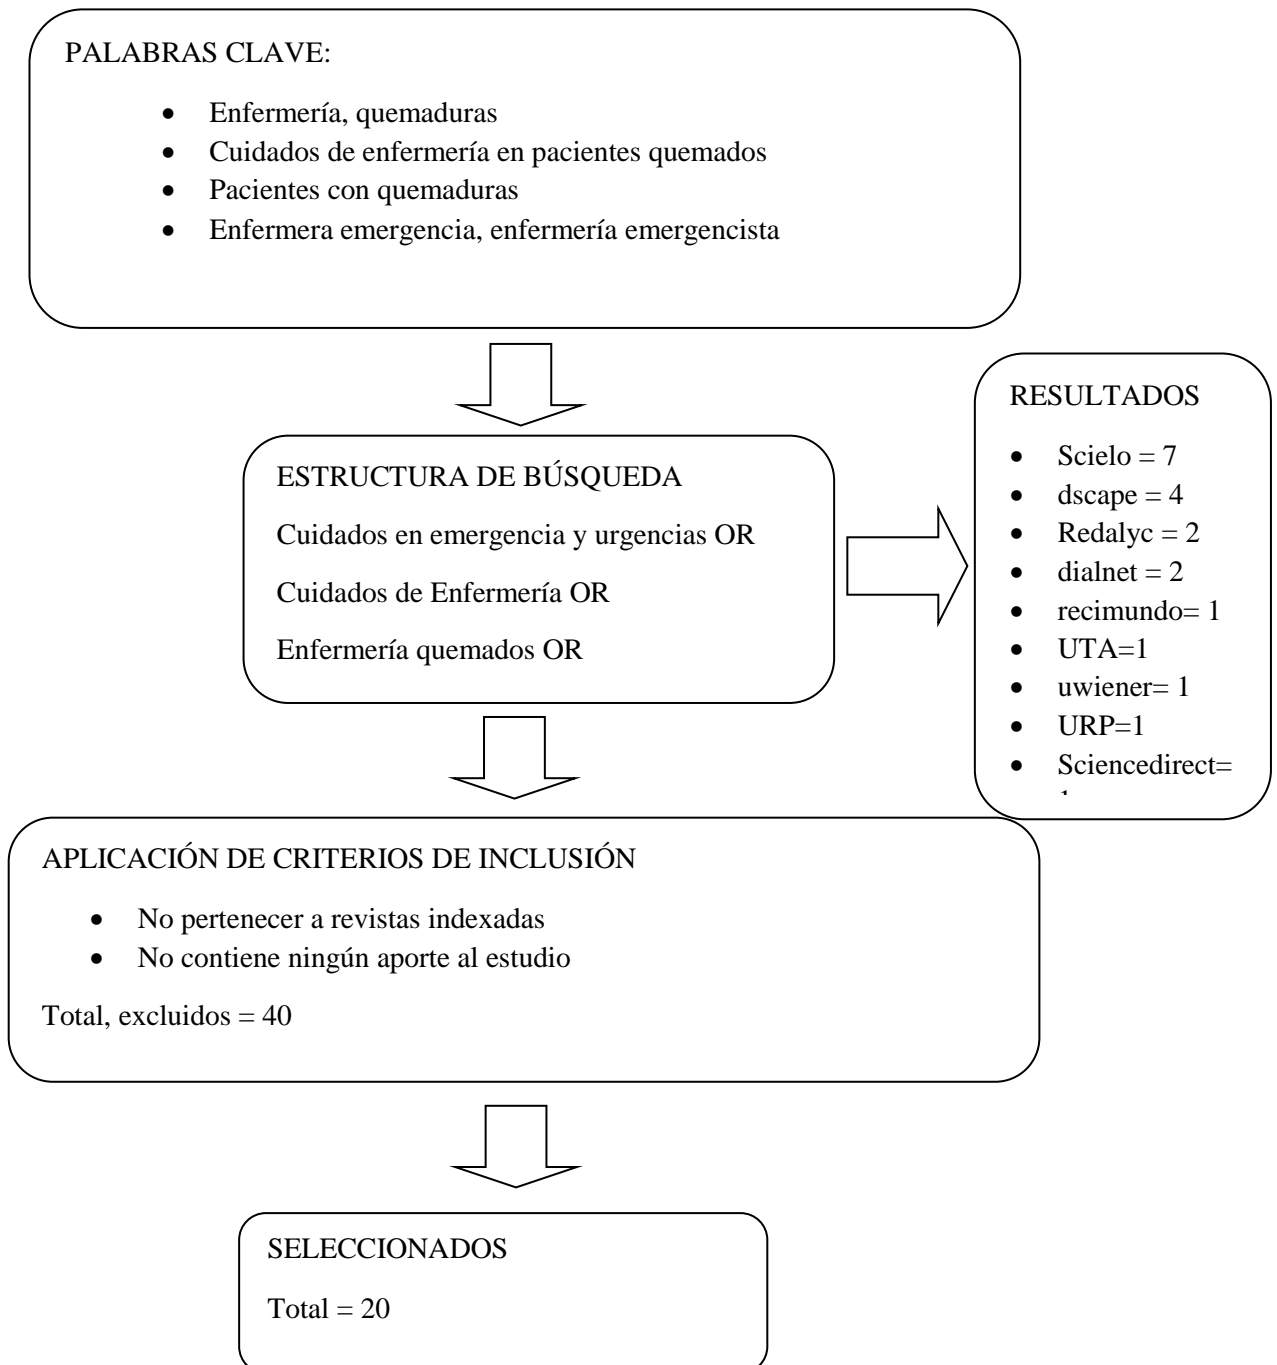 PALABRAS CLAVE:
• Enfermería, quemaduras
• Cuidados de enfermería en pacientes quemados
• Pacientes con quemaduras
• Enfermera emergencia, enfermería emergencista
ESTRUCTURA DE BÚSQUEDA
Cuidados en emergencia y urgencias OR
Cuidados de Enfermería OR
Enfermería quemados OR
RESULTADOS
• Scielo = 7
• dscape = 4
• Redalyc = 2
• dialnet = 2
• recimundo= 1
• UTA=1
• uwiener= 1
• URP=1
• Sciencedirect=
APLICACIÓN DE CRITERIOS DE INCLUSIÓN
• No pertenecer a revistas indexadas
• No contiene ningún aporte al estudio
Total, excluidos = 40
SELECCIONADOS
Total = 20